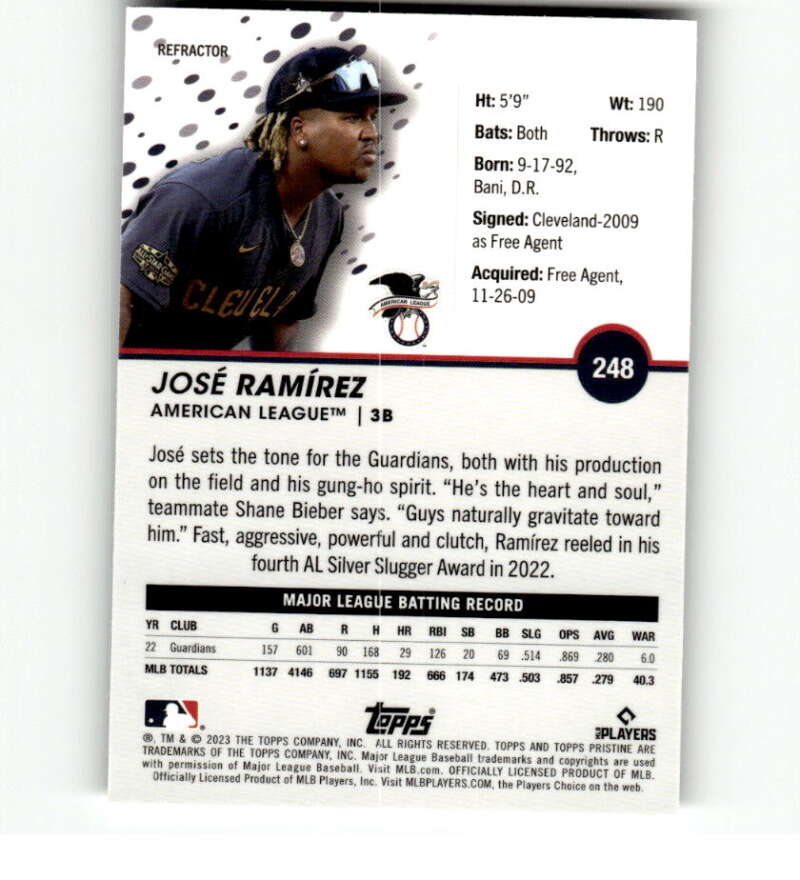 REFRACTOR
Ht: 5'9" Wt: 190
Bats: Both Throws: R
Born: 9-17-92,
Bani, D.R.
Signed: Cleveland-2009
as Free Agent
Acquired: Free Agent,
11-26-09
ALL-STAR GAME
CLEVEL
AMERICAN LEAGUE
248
JOSÉ RAMÍREZ
AMERICAN LEAGUE™ | 3B
José sets the tone for the Guardians, both with his production
on the field and his gung-ho spirit. “He’s the heart and soul,”
teammate Shane Bieber says. “Guys naturally gravitate toward
him.” Fast, aggressive, powerful and clutch, Ramírez reeled in his
fourth AL Silver Slugger Award in 2022.
MAJOR LEAGUE BATTING RECORD
YR CLUB G AB R H HR RBI SB BB SLG OPS AVG WAR
22 Guardians 157 601 90 168 29 126 20 69 .514 .869 .280 6.0
MLB TOTALS 1137 4146 697 1155 192 666 174 473 .503 .857 .279 40.3
topps®
MLB PLAYERS
®, TM & © 2023 THE TOPPS COMPANY, INC. ALL RIGHTS RESERVED. TOPPS AND TOPPS PRISTINE ARE
TRADEMARKS OF THE TOPPS COMPANY, INC. Major League Baseball trademarks and copyrights are used
with permission of Major League Baseball. Visit MLB.com. OFFICIALLY LICENSED PRODUCT OF MLB.
Officially Licensed Product of MLB Players, Inc. Visit MLBPLAYERS.COM, the Players Choice on the web.